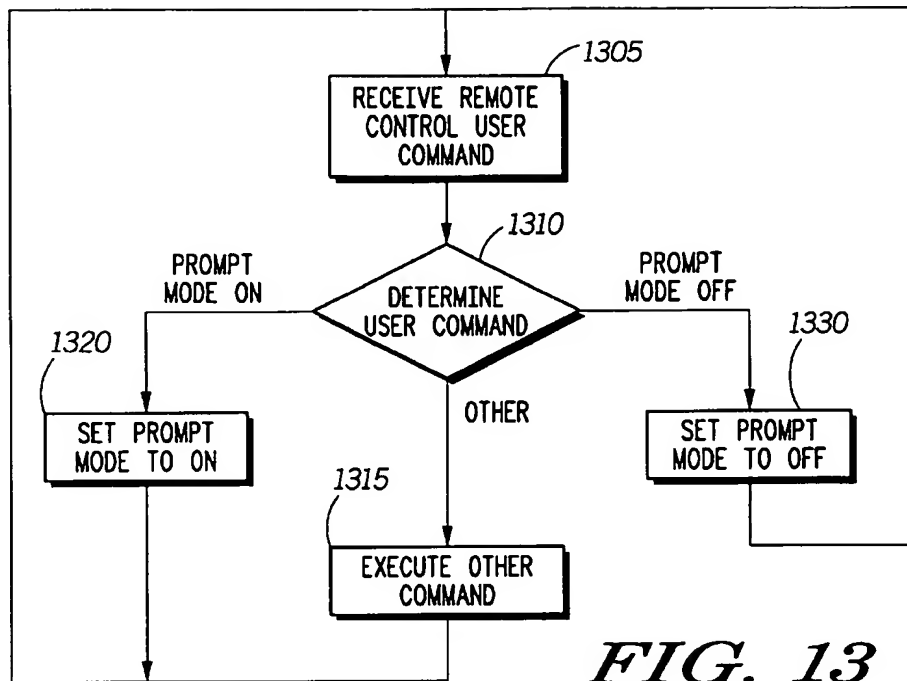 1305
RECEIVE REMOTE
CONTROL USER
COMMAND
1310
PROMPT
MODE ON
DETERMINE
USER COMMAND
PROMPT
MODE OFF
1320
1330
OTHER
SET PROMPT
MODE TO ON
SET PROMPT
MODE TO OFF
1315
EXECUTE OTHER
COMMAND
FIG. 13